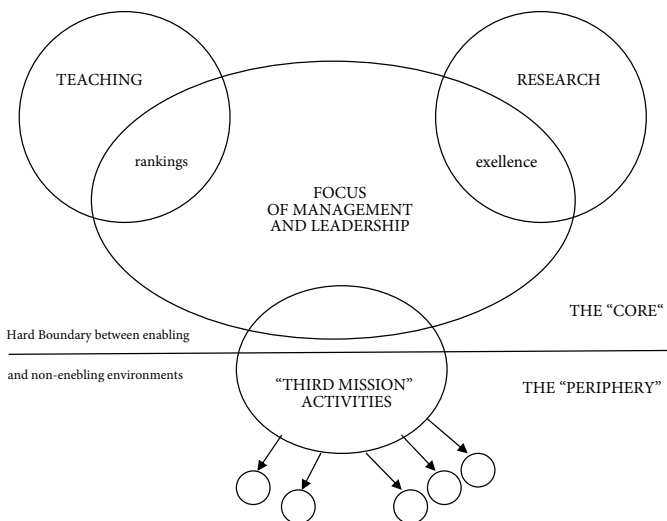 TEACHING
RESEARCH
rankings
exellence
FOCUS
OF MANAGEMENT
AND LEADERSHIP
THE “CORE“
Hard Boundary between enabling
and non-enebling environments
“THIRD MISSION”
ACTIVITIES
THE “PERIPHERY”